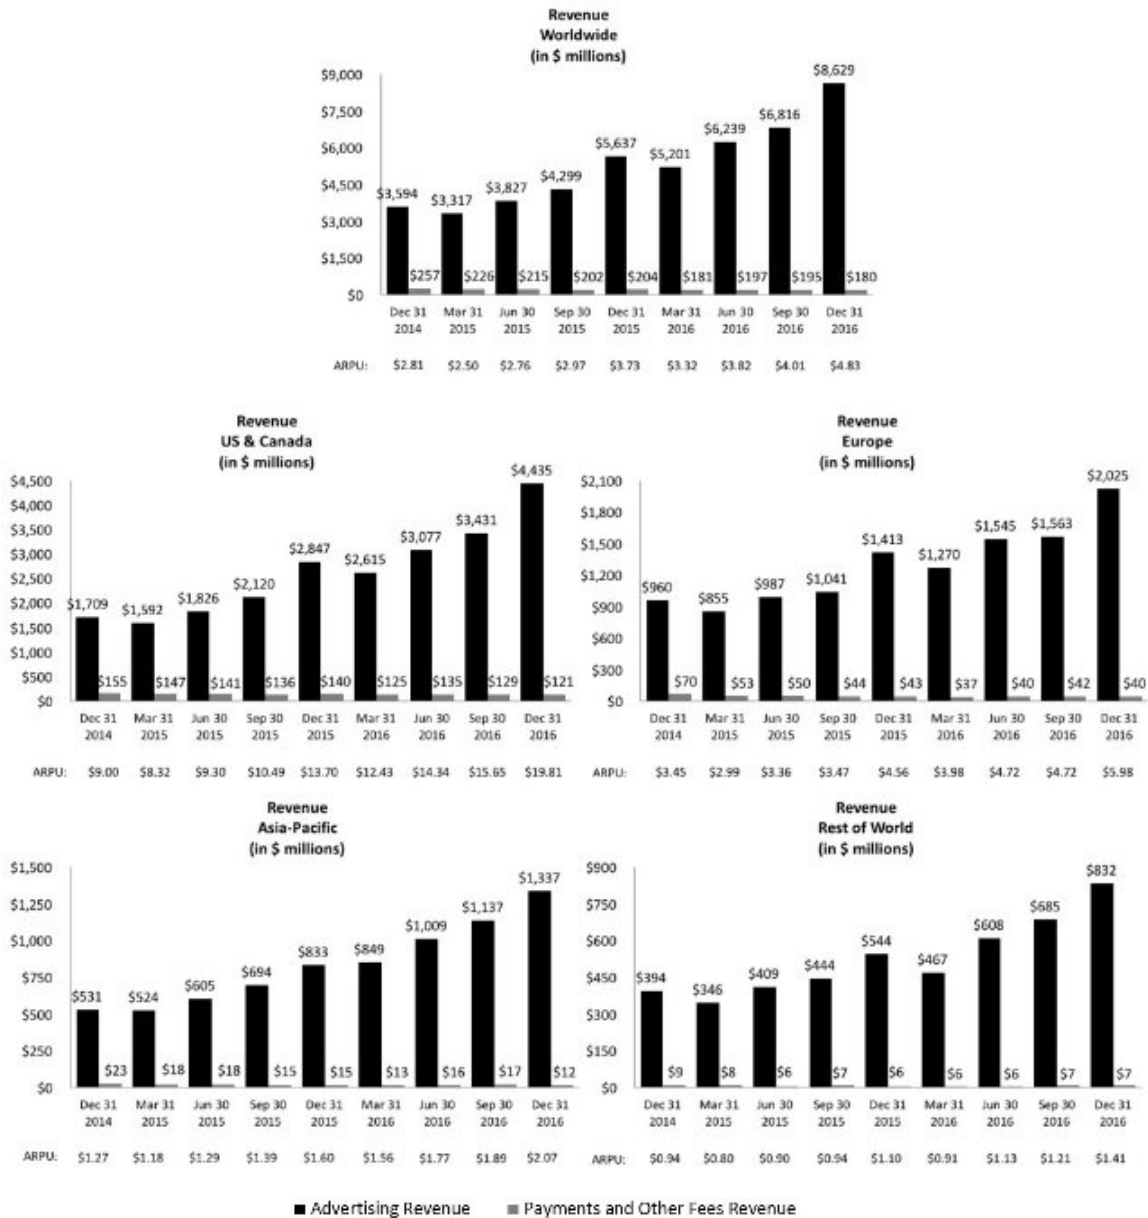 Revenue
Worldwide
(in $ millions)
$9,000
$7,500
$6,000
$4,500
$3,000
$1,500
$0
$3,594 $3,317 $3,827 $4,299 $5,637 $5,201 $6,239 $6,816 $8,629
$257 $226 $215 $202 $204 $181 $197 $195 $180
Dec 31 Mar 31 Jun 30 Sep 30 Dec 31 Mar 31 Jun 30 Sep 30 Dec 31
2014 2015 2015 2015 2015 2016 2016 2016 2016
ARPU: $2.81 $2.50 $2.76 $2.97 $3.73 $3.32 $3.82 $4.01 $4.83
Revenue
US & Canada
(in $ millions)
$4,500
$4,000
$3,500
$3,000
$2,500
$2,000
$1,500
$1,000
$500
$0
$1,709 $1,592 $1,826 $2,120 $2,847 $2,615 $3,077 $3,431 $4,435
$155 $147 $141 $136 $140 $125 $135 $129 $121
Dec 31 Mar 31 Jun 30 Sep 30 Dec 31 Mar 31 Jun 30 Sep 30 Dec 31
2014 2015 2015 2015 2015 2016 2016 2016 2016
ARPU: $9.00 $8.32 $9.30 $10.49 $13.70 $12.43 $14.34 $15.65 $19.81
Revenue
Europe
(in $ millions)
$2,100
$1,800
$1,500
$1,200
$900
$600
$300
$0
$960 $855 $987 $1,041 $1,413 $1,270 $1,545 $1,563 $2,025
$70 $53 $50 $44 $43 $37 $40 $42 $40
Dec 31 Mar 31 Jun 30 Sep 30 Dec 31 Mar 31 Jun 30 Sep 30 Dec 31
2014 2015 2015 2015 2015 2016 2016 2016 2016
ARPU: $3.45 $2.99 $3.36 $3.47 $4.56 $3.98 $4.72 $4.72 $5.98
Revenue
Asia-Pacific
(in $ millions)
$1,500
$1,250
$1,000
$750
$500
$250
$0
$531 $524 $605 $694 $833 $849 $1,009 $1,137 $1,337
$23 $18 $18 $15 $15 $13 $16 $17 $12
Dec 31 Mar 31 Jun 30 Sep 30 Dec 31 Mar 31 Jun 30 Sep 30 Dec 31
2014 2015 2015 2015 2015 2016 2016 2016 2016
ARPU: $1.27 $1.18 $1.29 $1.39 $1.60 $1.56 $1.77 $1.89 $2.07
Revenue
Rest of World
(in $ millions)
$900
$750
$600
$450
$300
$150
$0
$394 $346 $409 $444 $544 $467 $608 $685 $832
$9 $8 $6 $7 $6 $6 $6 $7 $7
Dec 31 Mar 31 Jun 30 Sep 30 Dec 31 Mar 31 Jun 30 Sep 30 Dec 31
2014 2015 2015 2015 2015 2016 2016 2016 2016
ARPU: $0.94 $0.80 $0.90 $0.94 $1.10 $0.91 $1.13 $1.21 $1.41
Advertising Revenue Payments and Other Fees Revenue